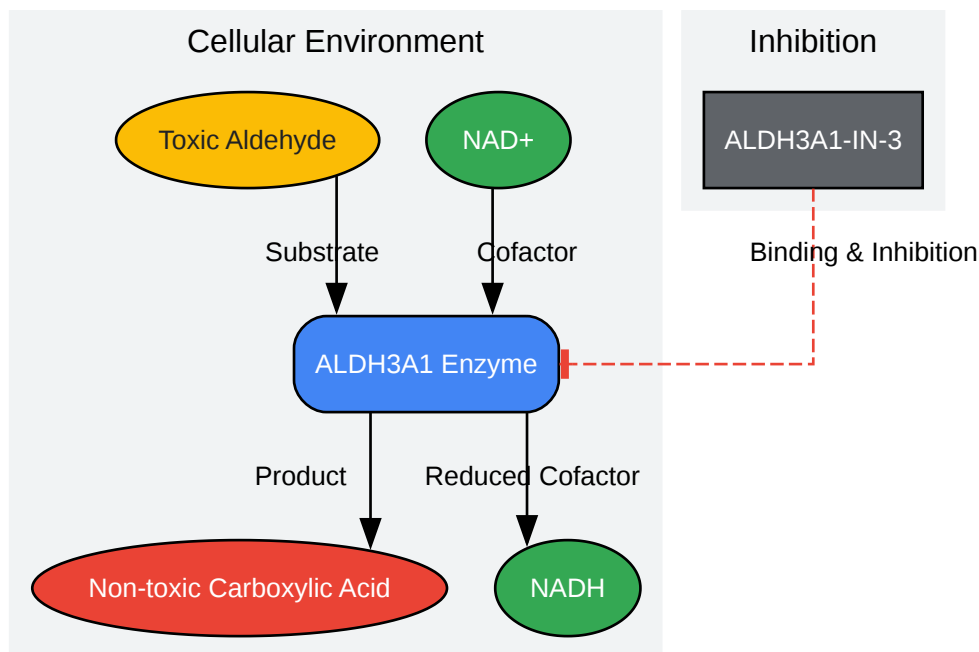 Cellular Environment
Inhibition
Toxic Aldehyde
NAD+
ALDH3A1-IN-3
Substrate
Cofactor
Binding & Inhibition
ALDH3A1 Enzyme
Product
Reduced Cofactor
Non-toxic Carboxylic Acid
NADH